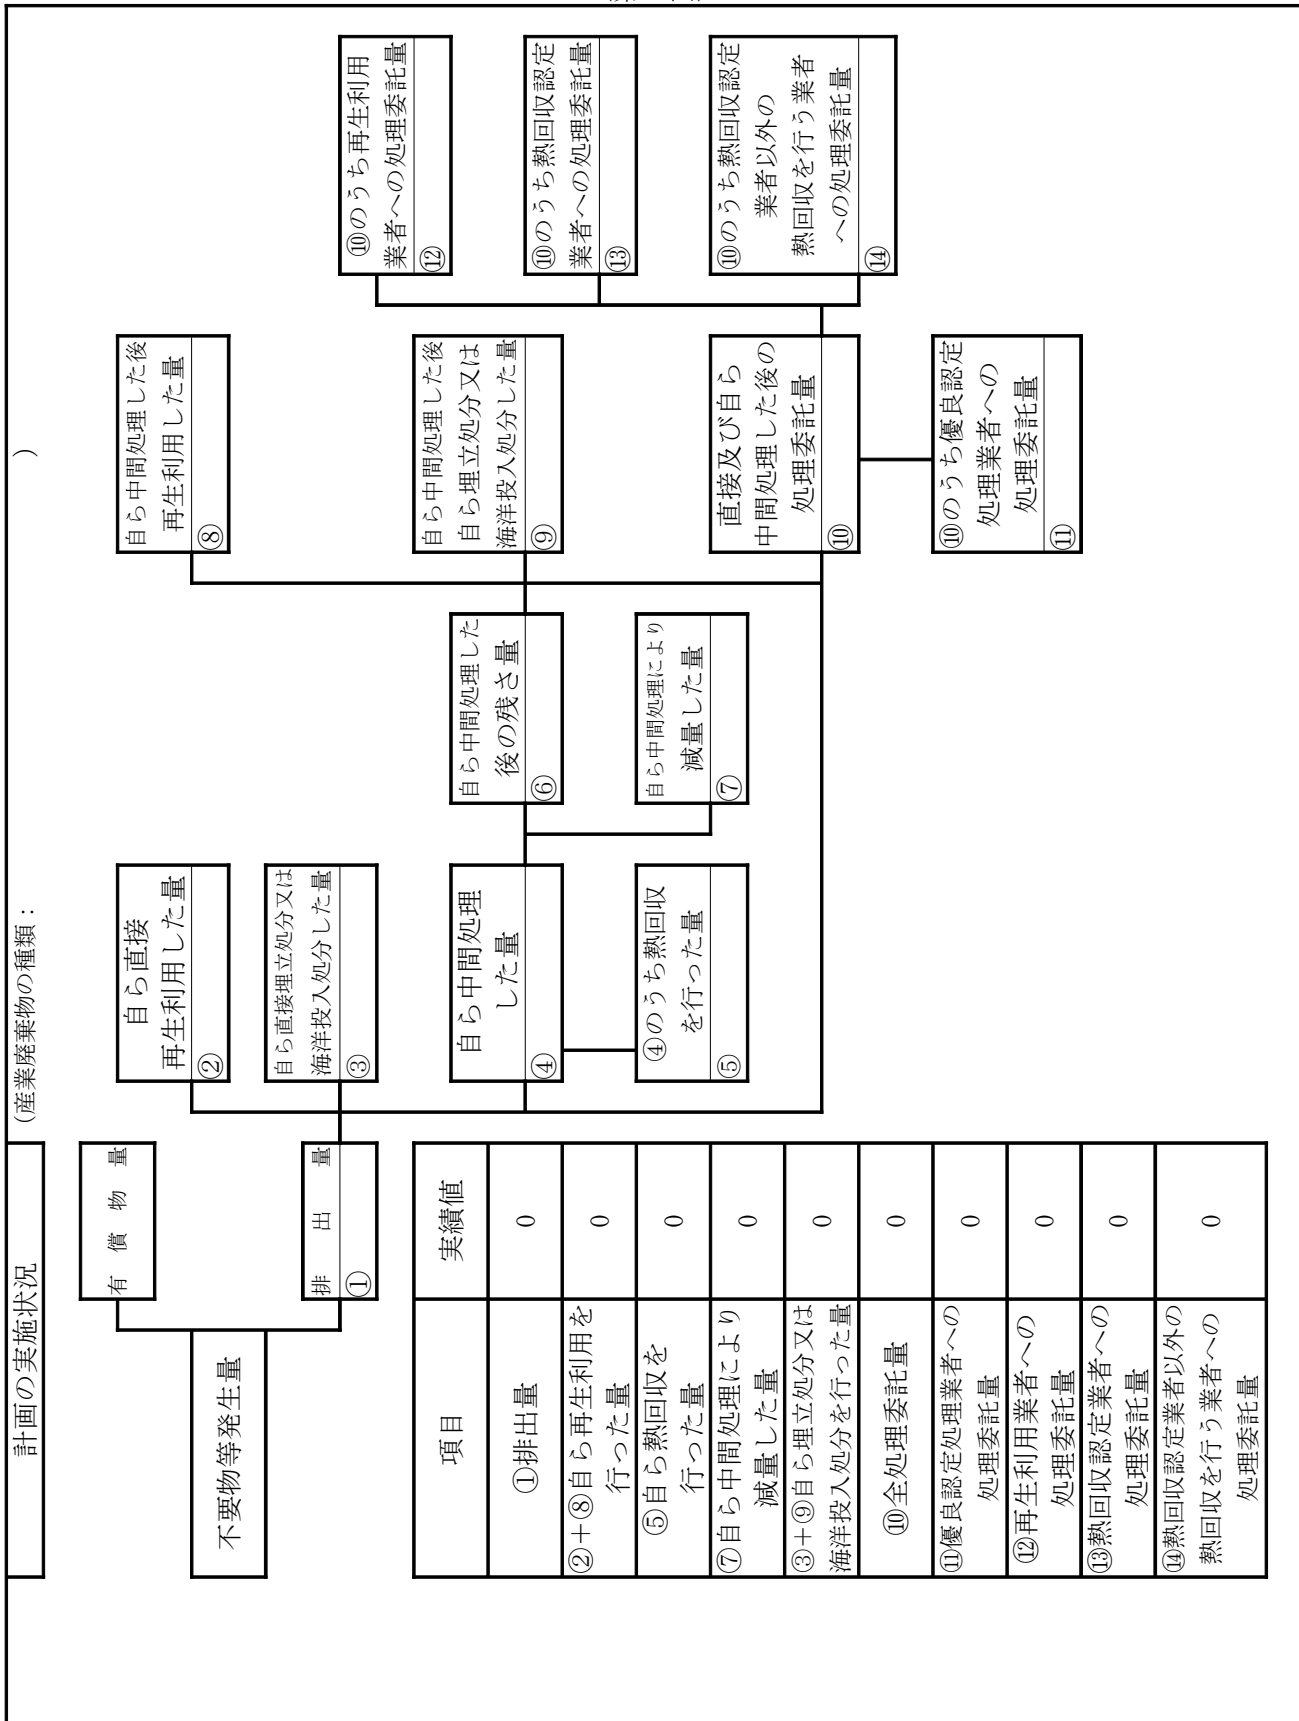 計画の実施状況
(産業廃棄物の種類：
)
不要物等発生量
有償物量
排出量
①
自ら直接
再生利用した量
②
自ら直接埋立処分又は
海洋投入処分した量
③
自ら中間処理
した量
④
④のうち熱回収
を行った量
⑤
自ら中間処理した
後の残さ量
⑥
自ら中間処理により
減量した量
⑦
自ら中間処理した後
再生利用した量
⑧
自ら中間処理した後
自ら埋立処分又は
海洋投入処分した量
⑨
直接及び自ら
中間処理した後の
処理委託量
⑩
⑩のうち優良認定
処理業者への
処理委託量
⑪
⑩のうち再生利用
業者への処理委託量
⑫
⑩のうち熱回収認定
業者への処理委託量
⑬
⑩のうち熱回収認定
業者以外の
熱回収を行う業者
への処理委託量
⑭
項目 実績値
①排出量 0
②＋⑧自ら再生利用を
行った量 0
⑤自ら熱回収を
行った量 0
⑦自ら中間処理により
減量した量 0
③＋⑨自ら埋立処分又は
海洋投入処分を行った量 0
⑩全処理委託量 0
⑪優良認定処理業者への
処理委託量 0
⑫再生利用業者への
処理委託量 0
⑬熱回収認定業者への
処理委託量 0
⑭熱回収認定業者以外の
熱回収を行う業者への
処理委託量 0